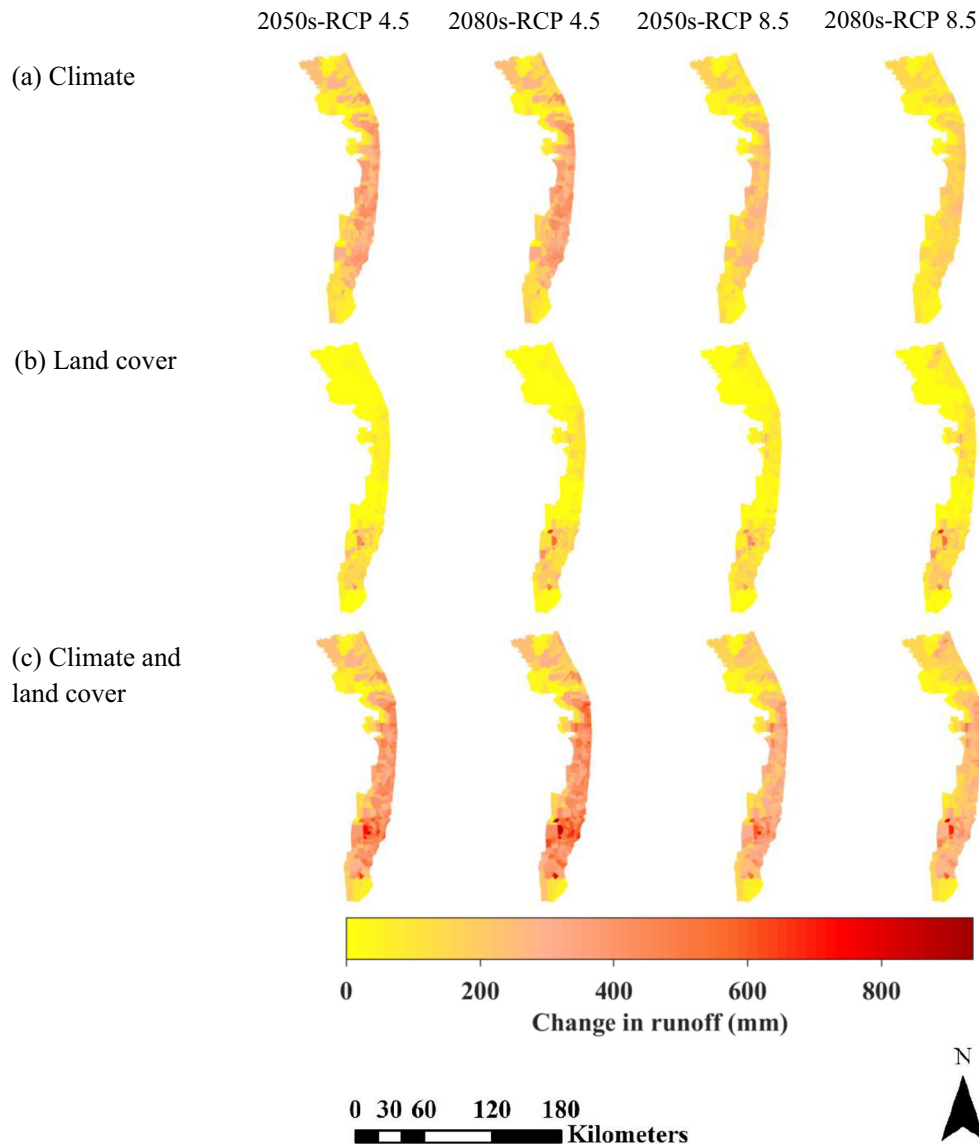 2050s-RCP 4.5 2080s-RCP 4.5 2050s-RCP 8.5 2080s-RCP 8.5
(a) Climate
(b) Land cover
(c) Climate and
land cover
0 200 400 600 800
Change in runoff (mm)
N
0 30 60 120 180
Kilometers